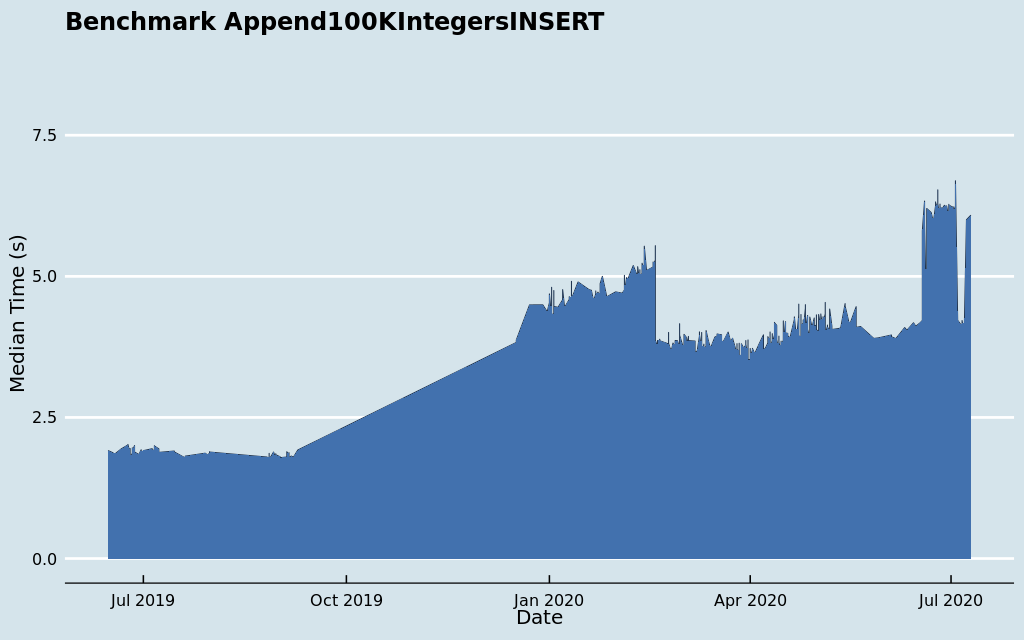 Benchmark Append100KIntegersINSERT
7.5
5.0
2.5
0.0
Median Time (s)
Jul 2019 Oct 2019 Jan 2020 Apr 2020 Jul 2020
Date